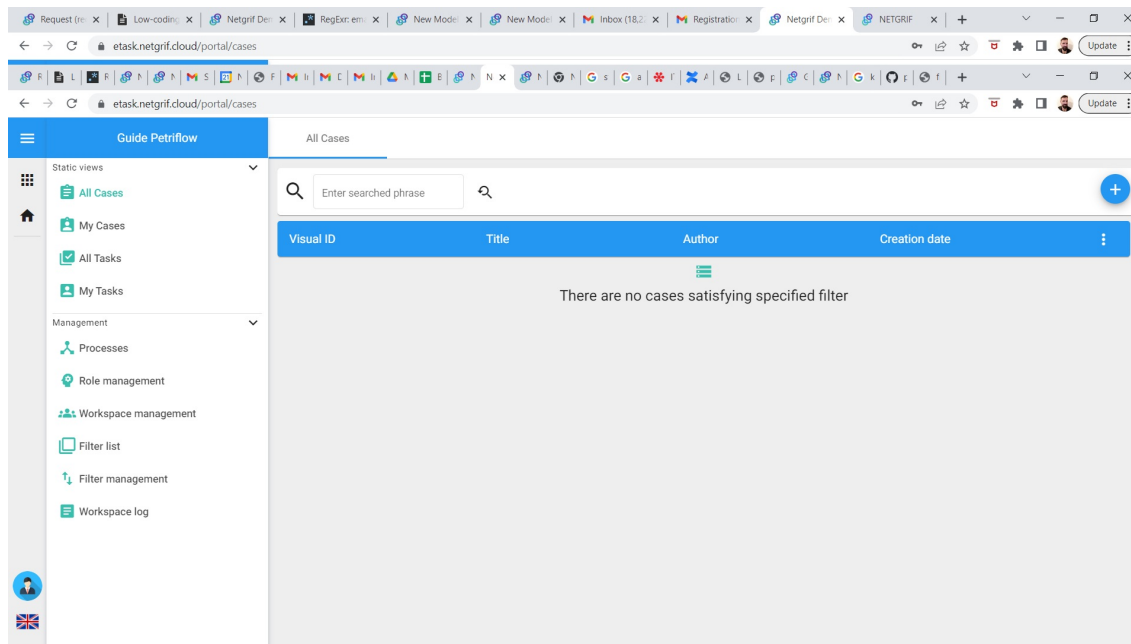 Request (re Low-coding Netgrif Den RegExr: ema New Model New Model Inbox (18,2 Registration Netgrif Den NETGRIF
etask.netgrif.cloud/portal/cases Update
etask.netgrif.cloud/portal/cases Update
Guide Petriflow All Cases
Static views
All Cases
Enter searched phrase
My Cases
Visual ID Title Author Creation date
All Tasks
My Tasks
There are no cases satisfying specified filter
Management
Processes
Role management
Workspace management
Filter list
Filter management
Workspace log